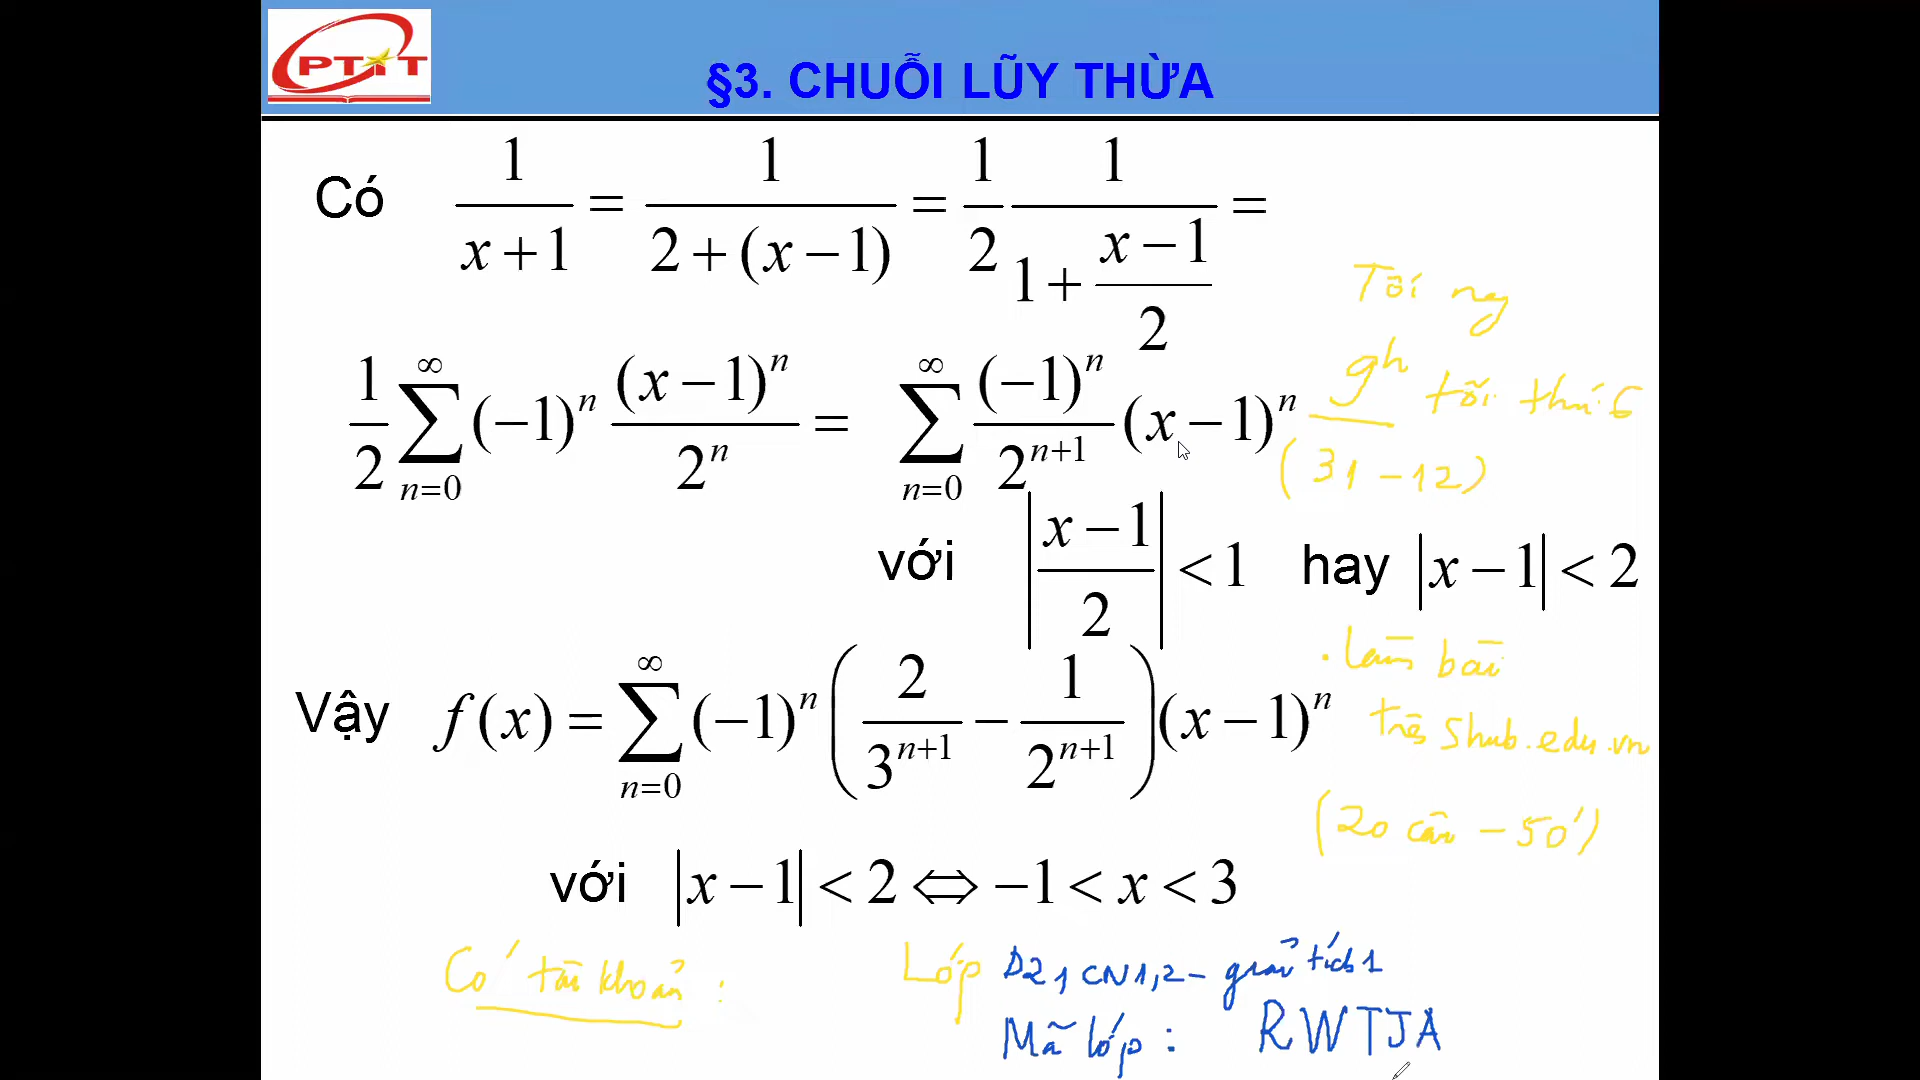 PTIT
§3. CHUỖI LŨY THỪA
Có 1/(x+1) = 1/(2+(x−1)) = 1/2 · 1/(1+(x−1)/2) =
1/2 ∑_{n=0}^{∞} (−1)^n (x−1)^n/2^n = ∑_{n=0}^{∞} (−1)^n/2^{n+1} (x−1)^n
Tối
gh tối thứ 6
(31 − 12)
với |(x−1)/2| < 1 hay |x−1| < 2
. Làm bài
trên Shub.edu.vn
Vậy f(x) = ∑_{n=0}^{∞} (−1)^n (2/3^{n+1} − 1/2^{n+1}) (x−1)^n
(20 câu − 50')
với |x−1| < 2 ⇔ −1 < x < 3
Có tài khoản :
Lớp D21CN1,2 − giải tích 1
Mã lớp : RWTJA